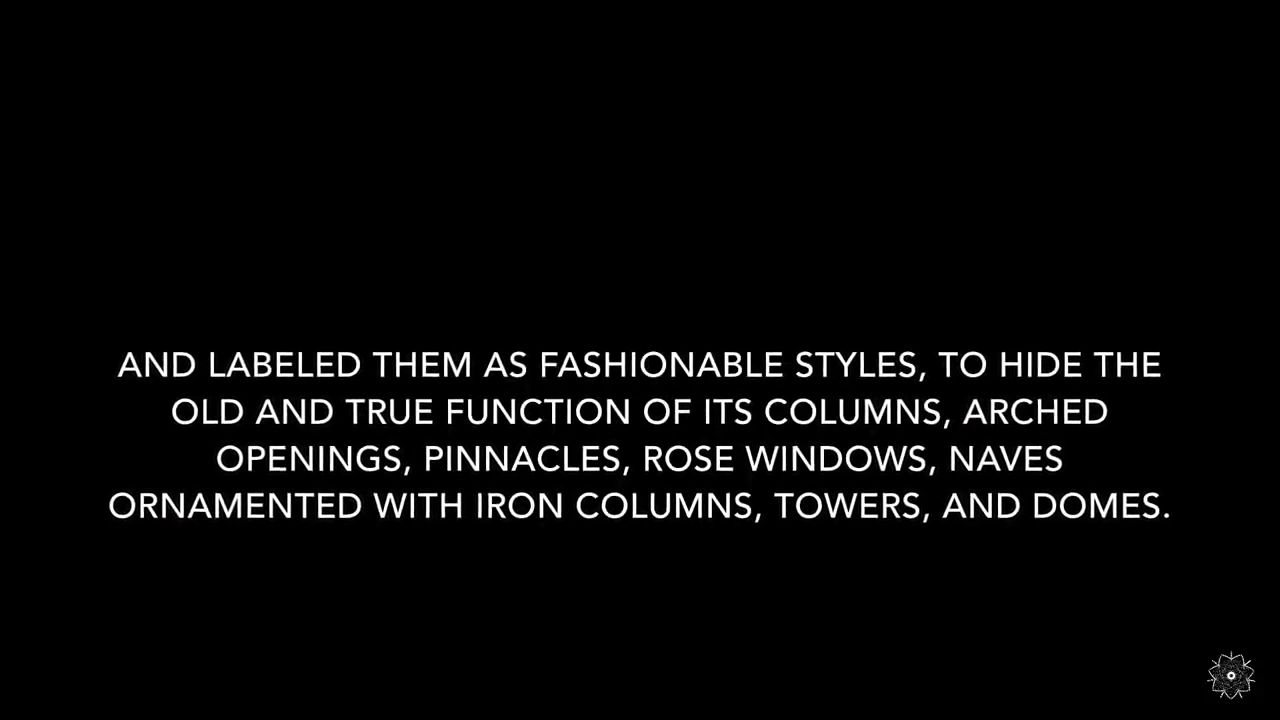 AND LABELED THEM AS FASHIONABLE STYLES, TO HIDE THE
OLD AND TRUE FUNCTION OF ITS COLUMNS, ARCHED
OPENINGS, PINNACLES, ROSE WINDOWS, NAVES
ORNAMENTED WITH IRON COLUMNS, TOWERS, AND DOMES.